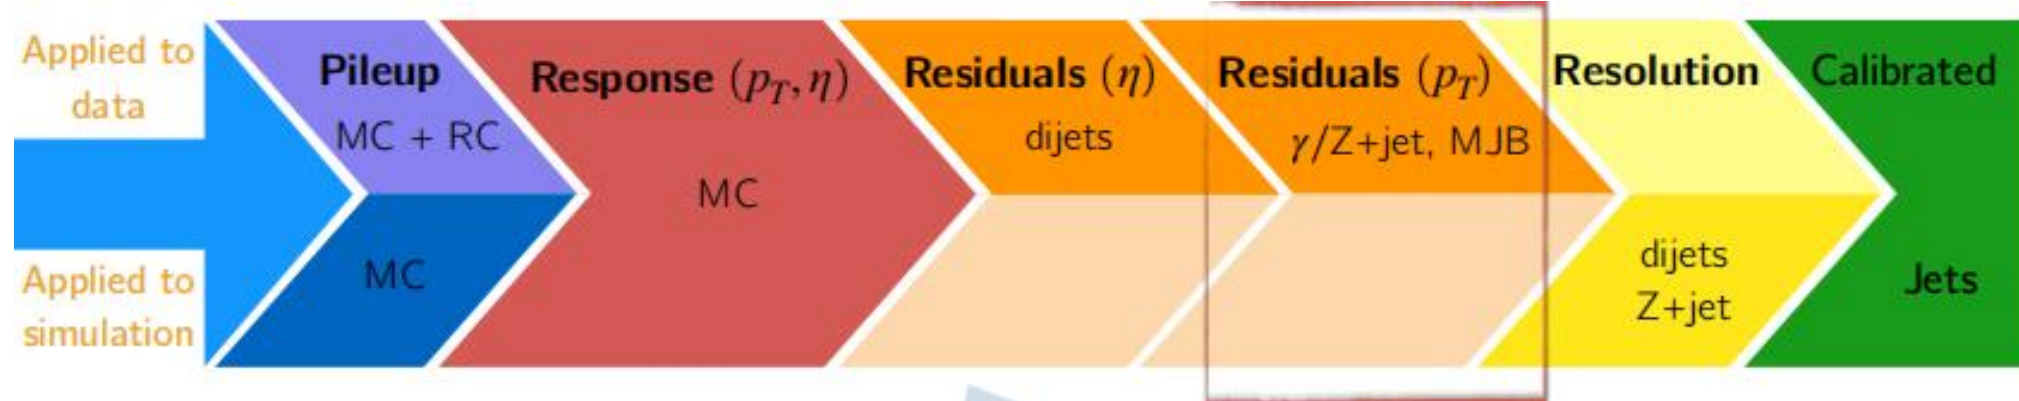 Applied to
data
Applied to
simulation
Pileup
MC + RC
MC
Response (p_T, η)
MC
Residuals (η)
dijets
Residuals (p_T)
γ/Z+jet, MJB
Resolution
dijets
Z+jet
Calibrated
Jets